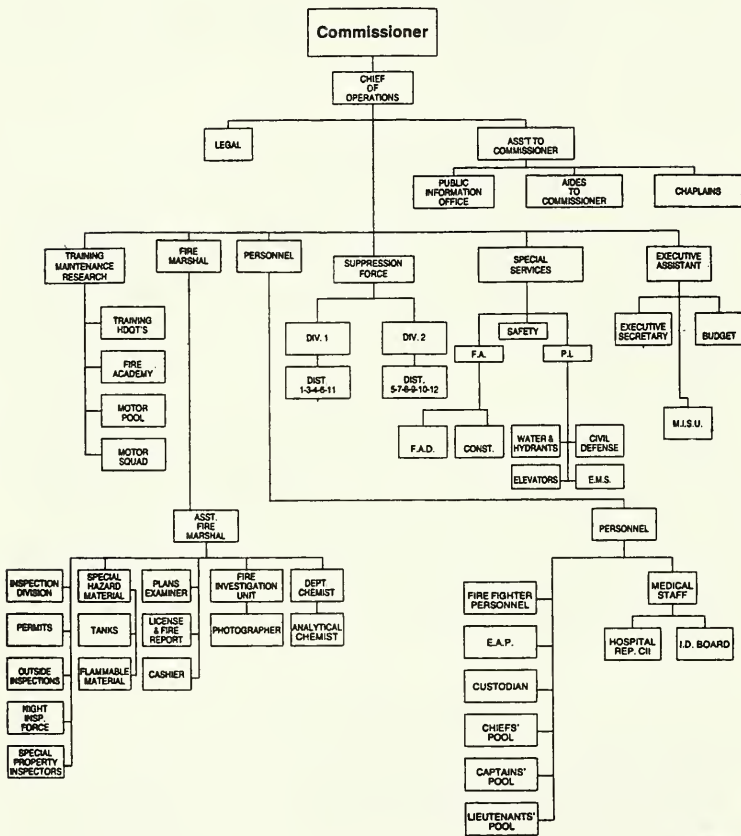 Commissioner
CHIEF
OF
OPERATIONS
LEGAL
ASS'T TO
COMMISSIONER
PUBLIC
INFORMATION
OFFICE
AIDES
TO
COMMISSIONER
CHAPLAINS
TRAINING
MAINTENANCE
RESEARCH
FIRE
MARSHAL
PERSONNEL
SUPPRESSION
FORCE
SPECIAL
SERVICES
EXECUTIVE
ASSISTANT
TRAINING
HDQT'S
FIRE
ACADEMY
MOTOR
POOL
MOTOR
SQUAD
DIV. 1
DIV. 2
DIST
1-3-4-6-11
DIST.
5-7-8-9-10-12
SAFETY
F.A.
P.I.
F.A.D.
CONST.
WATER &
HYDRANTS
CIVIL
DEFENSE
ELEVATORS
E.M.S.
EXECUTIVE
SECRETARY
BUDGET
M.I.S.U.
ASST.
FIRE
MARSHAL
INSPECTION
DIVISION
PERMITS
OUTSIDE
INSPECTIONS
NIGHT
INSP.
FORCE
SPECIAL
PROPERTY
INSPECTORS
SPECIAL
HAZARD
MATERIAL
TANKS
FLAMMABLE
MATERIAL
PLANS
EXAMINER
LICENSE
& FIRE
REPORT
CASHIER
FIRE
INVESTIGATION
UNIT
PHOTOGRAPHER
DEPT
CHEMIST
ANALYTICAL
CHEMIST
PERSONNEL
FIRE FIGHTER
PERSONNEL
E.A.P.
CUSTODIAN
CHIEFS'
POOL
CAPTAINS'
POOL
LIEUTENANTS'
POOL
MEDICAL
STAFF
HOSPITAL
REP. CII
I.D. BOARD